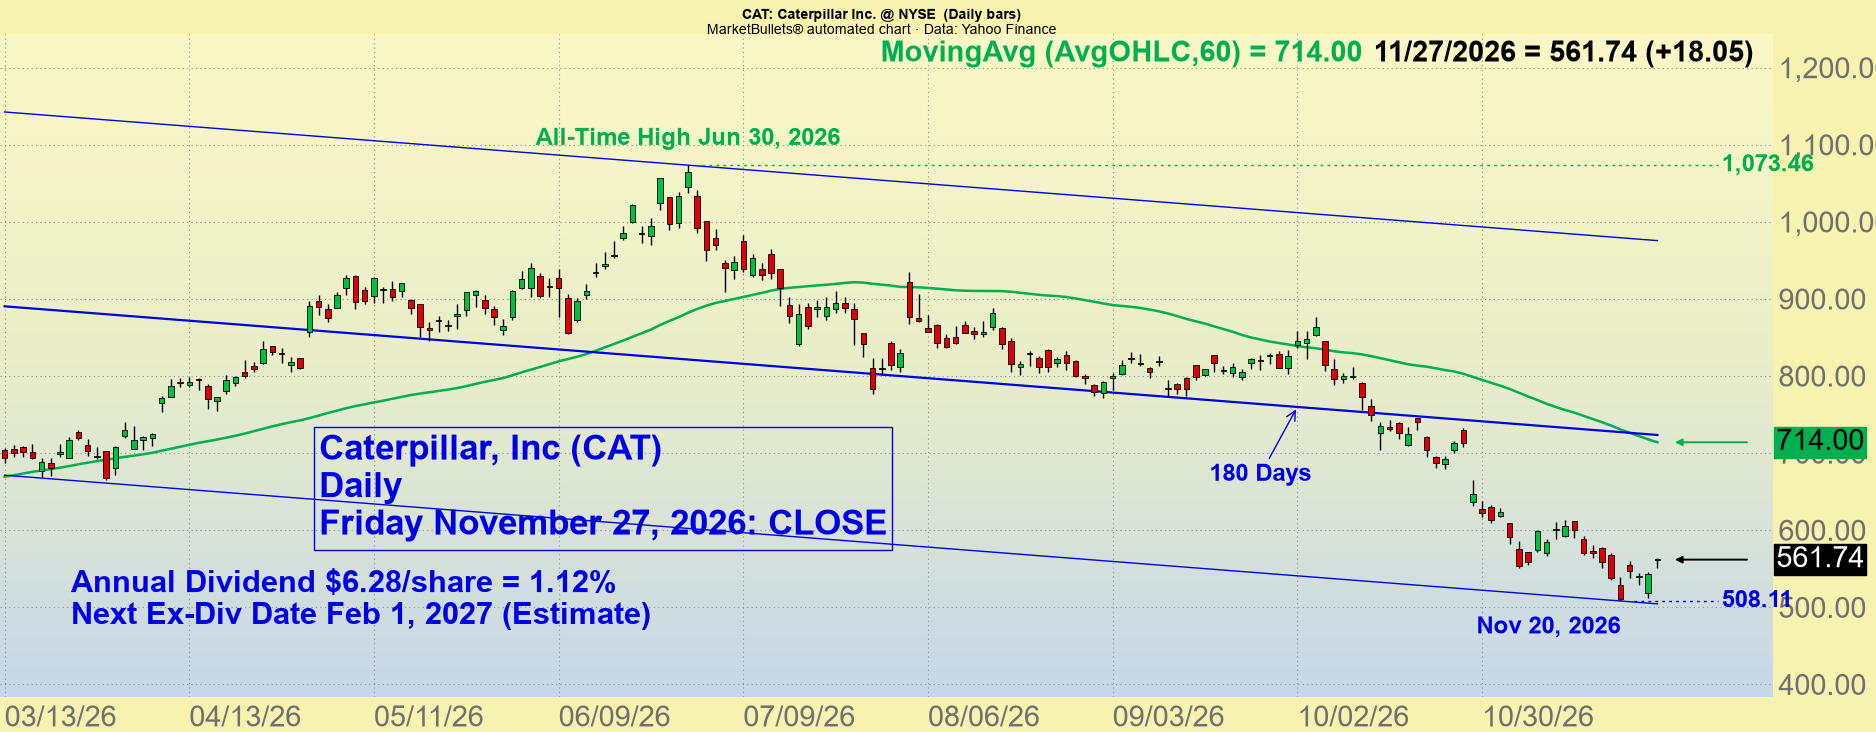 CAT: Caterpillar Inc. @ NYSE  (Daily bars)
MarketBullets® automated chart · Data: Yahoo Finance
MovingAvg (AvgOHLC,60) = 714.00 11/27/2026 = 561.74 (+18.05)
1,200.0
All-Time High Jun 30, 2026
1,100.0
1,073.46
1,000.0
900.00
800.00
Caterpillar, Inc (CAT)
Daily
Friday November 27, 2026: CLOSE
180 Days
714.00
700.00
600.00
561.74
Annual Dividend $6.28/share = 1.12%
Next Ex-Div Date Feb 1, 2027 (Estimate)
508.11
500.00
Nov 20, 2026
400.00
03/13/26 04/13/26 05/11/26 06/09/26 07/09/26 08/06/26 09/03/26 10/02/26 10/30/26